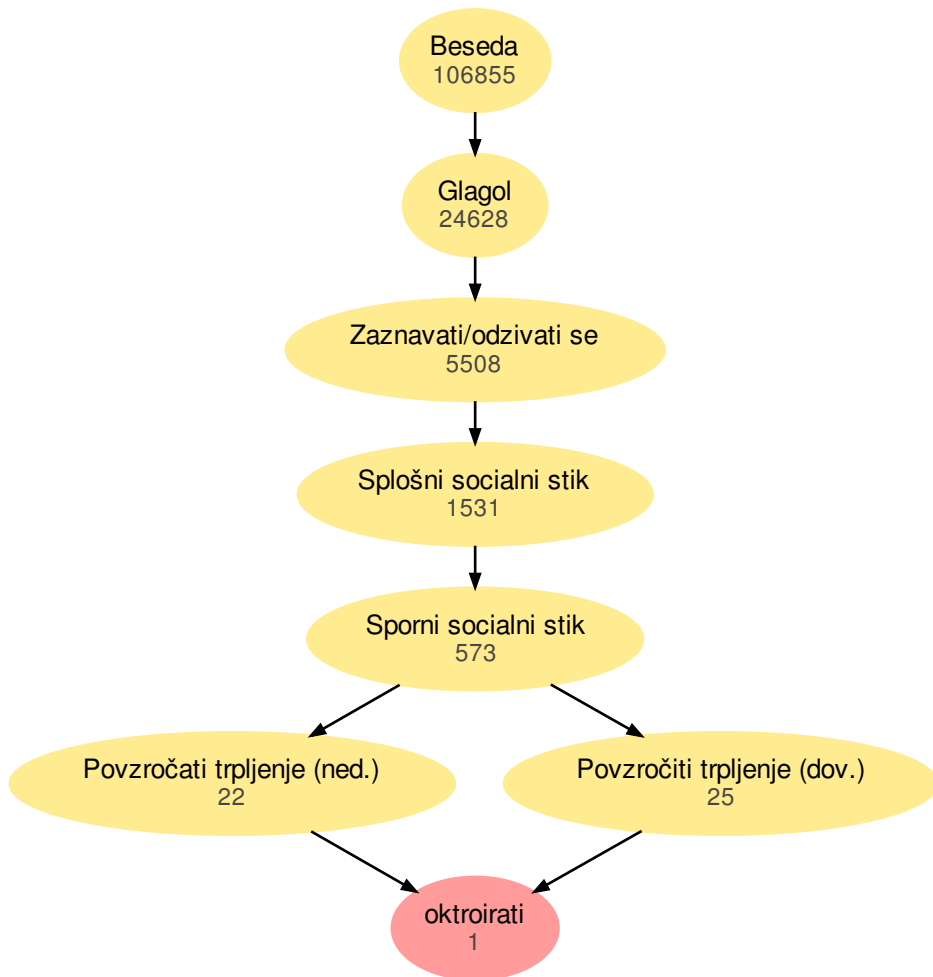 Beseda
106855
Glagol
24628
Zaznavati/odzivati se
5508
Splošni socialni stik
1531
Sporni socialni stik
573
Povzročati trpljenje (ned.)
22
Povzročiti trpljenje (dov.)
25
oktroirati
1